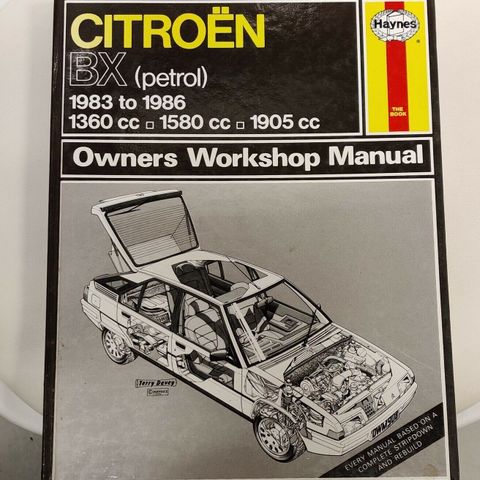 CITROËN
BX (petrol)
1983 to 1986
1360 cc □ 1580 cc □ 1905 cc
Haynes
THE
BOOK
Owners Workshop Manual
Terry Davey
EVERY MANUAL BASED ON A
COMPLETE STRIPDOWN
AND REBUILD